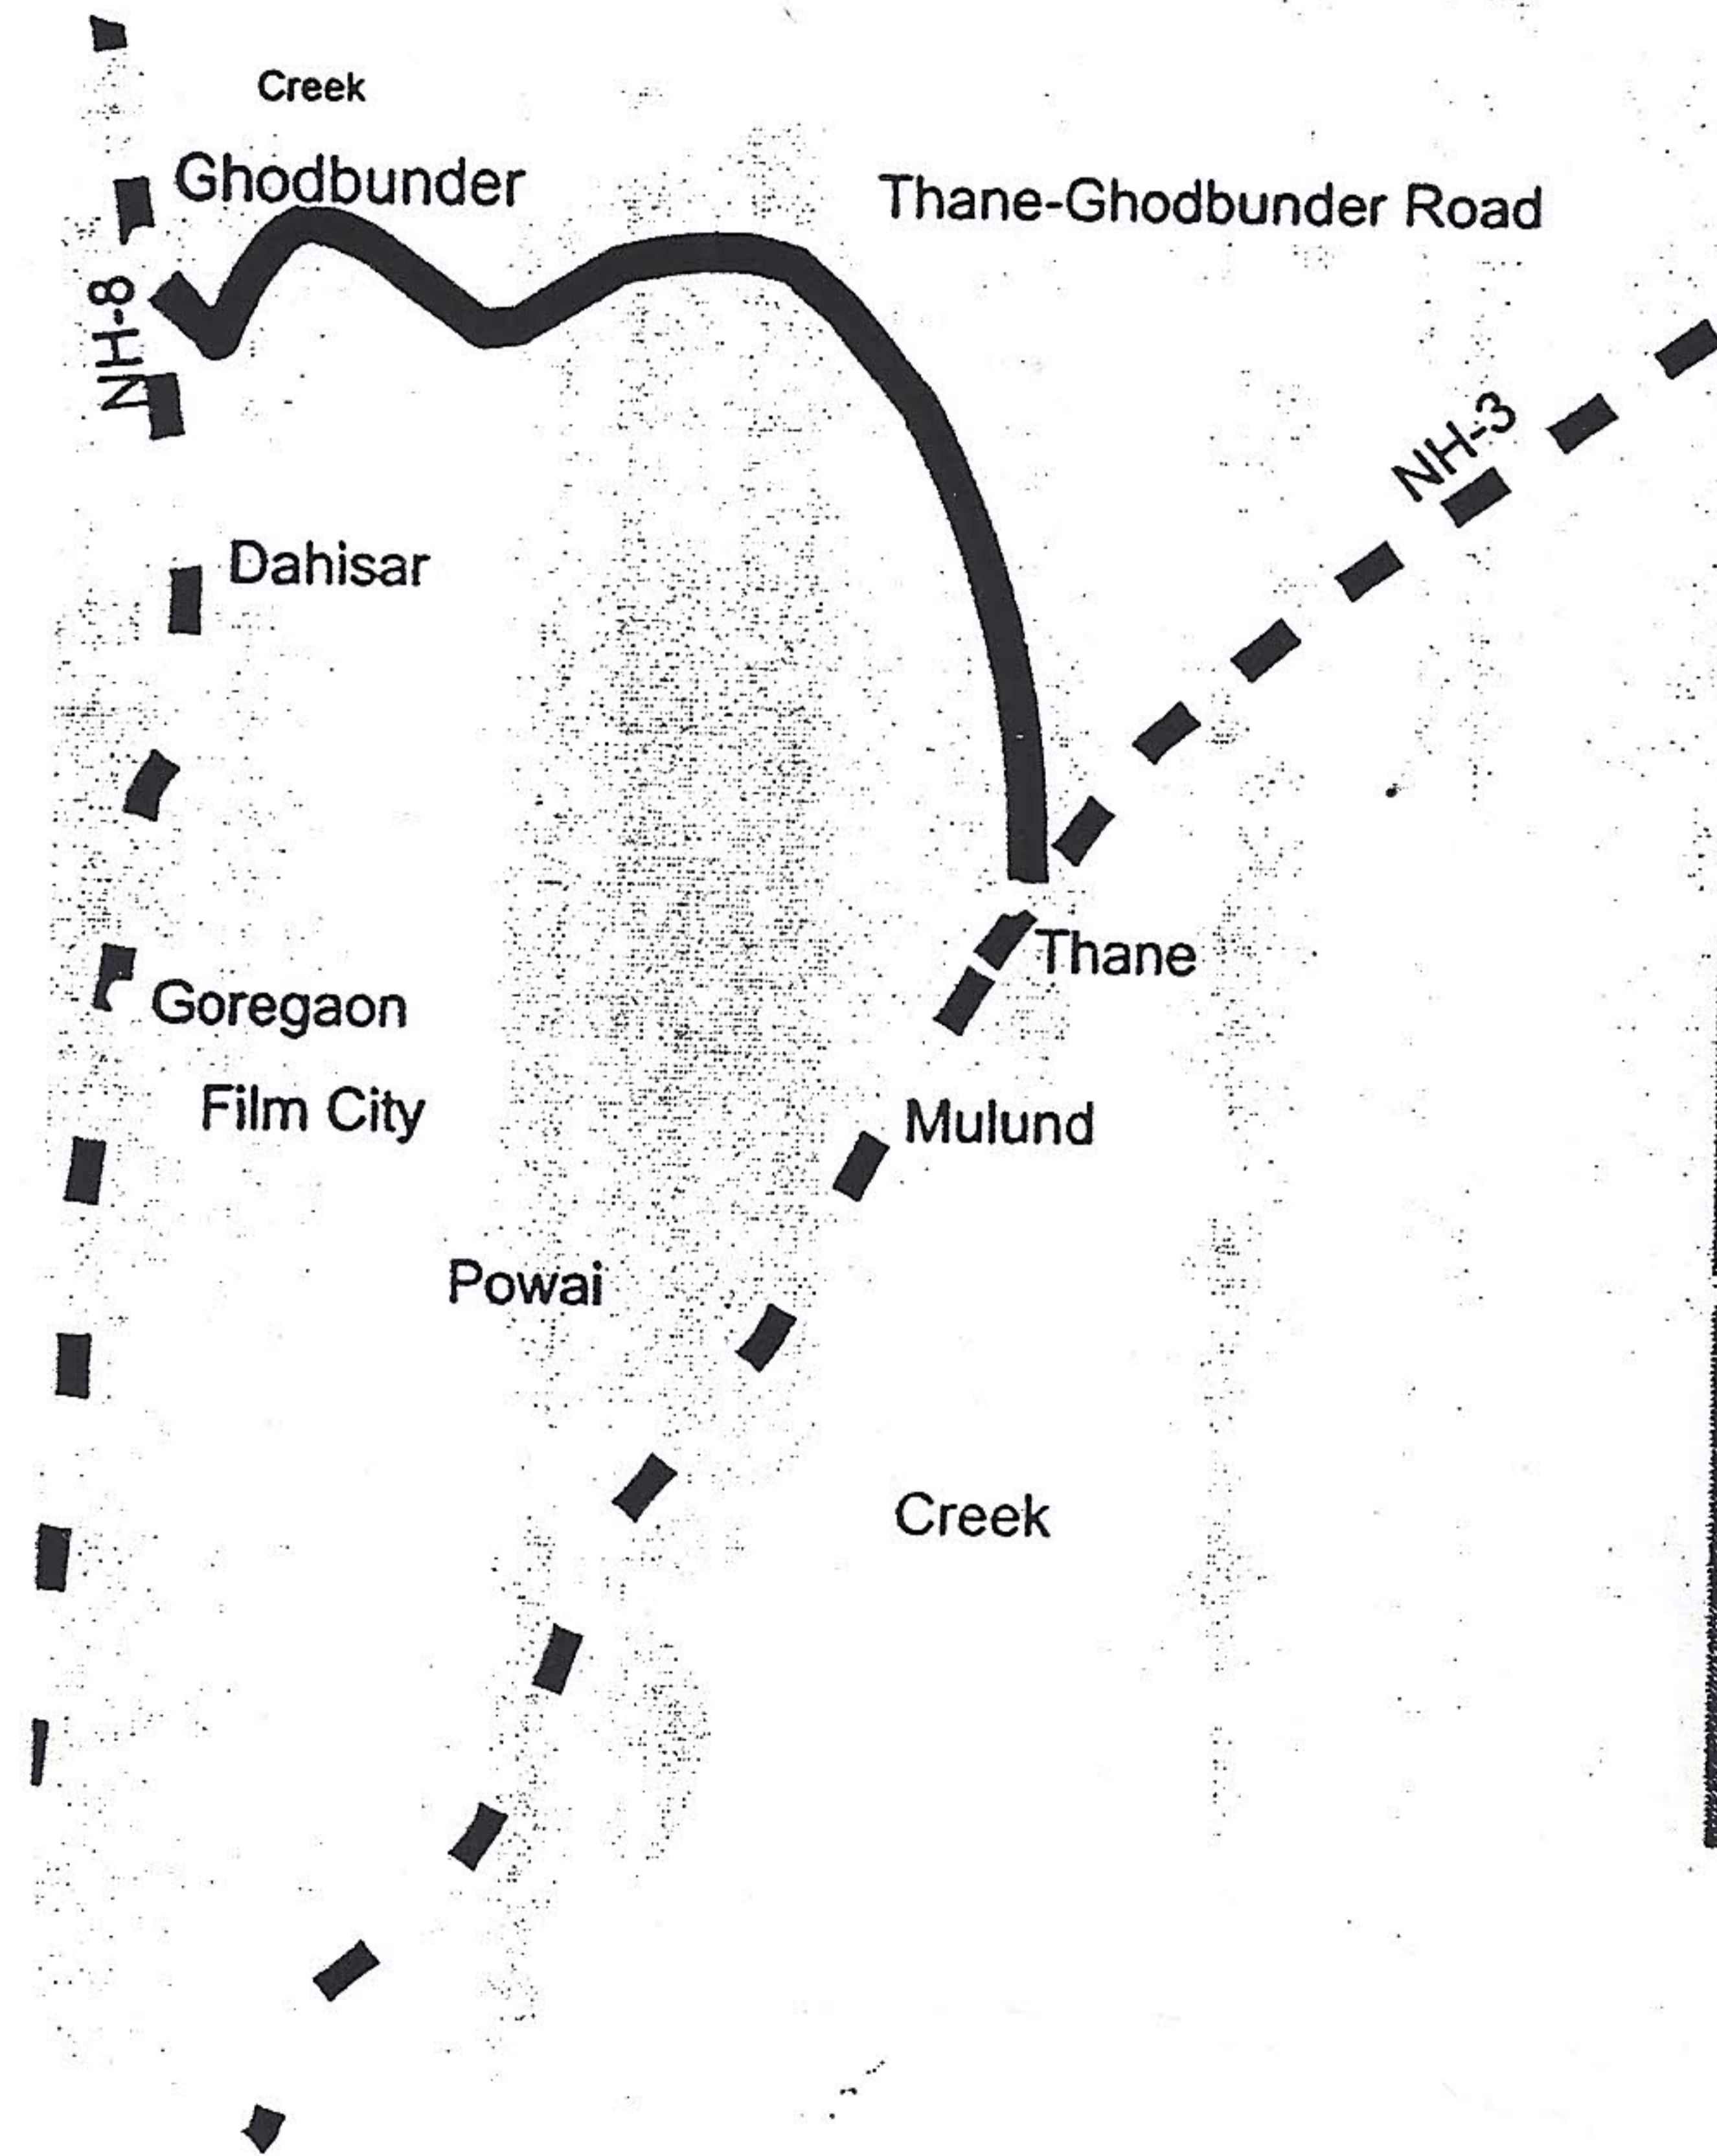 Creek
Ghodbunder
Thane-Ghodbunder Road
NH-8
NH-3
Dahisar
Thane
Goregaon
Film City
Mulund
Powai
Creek